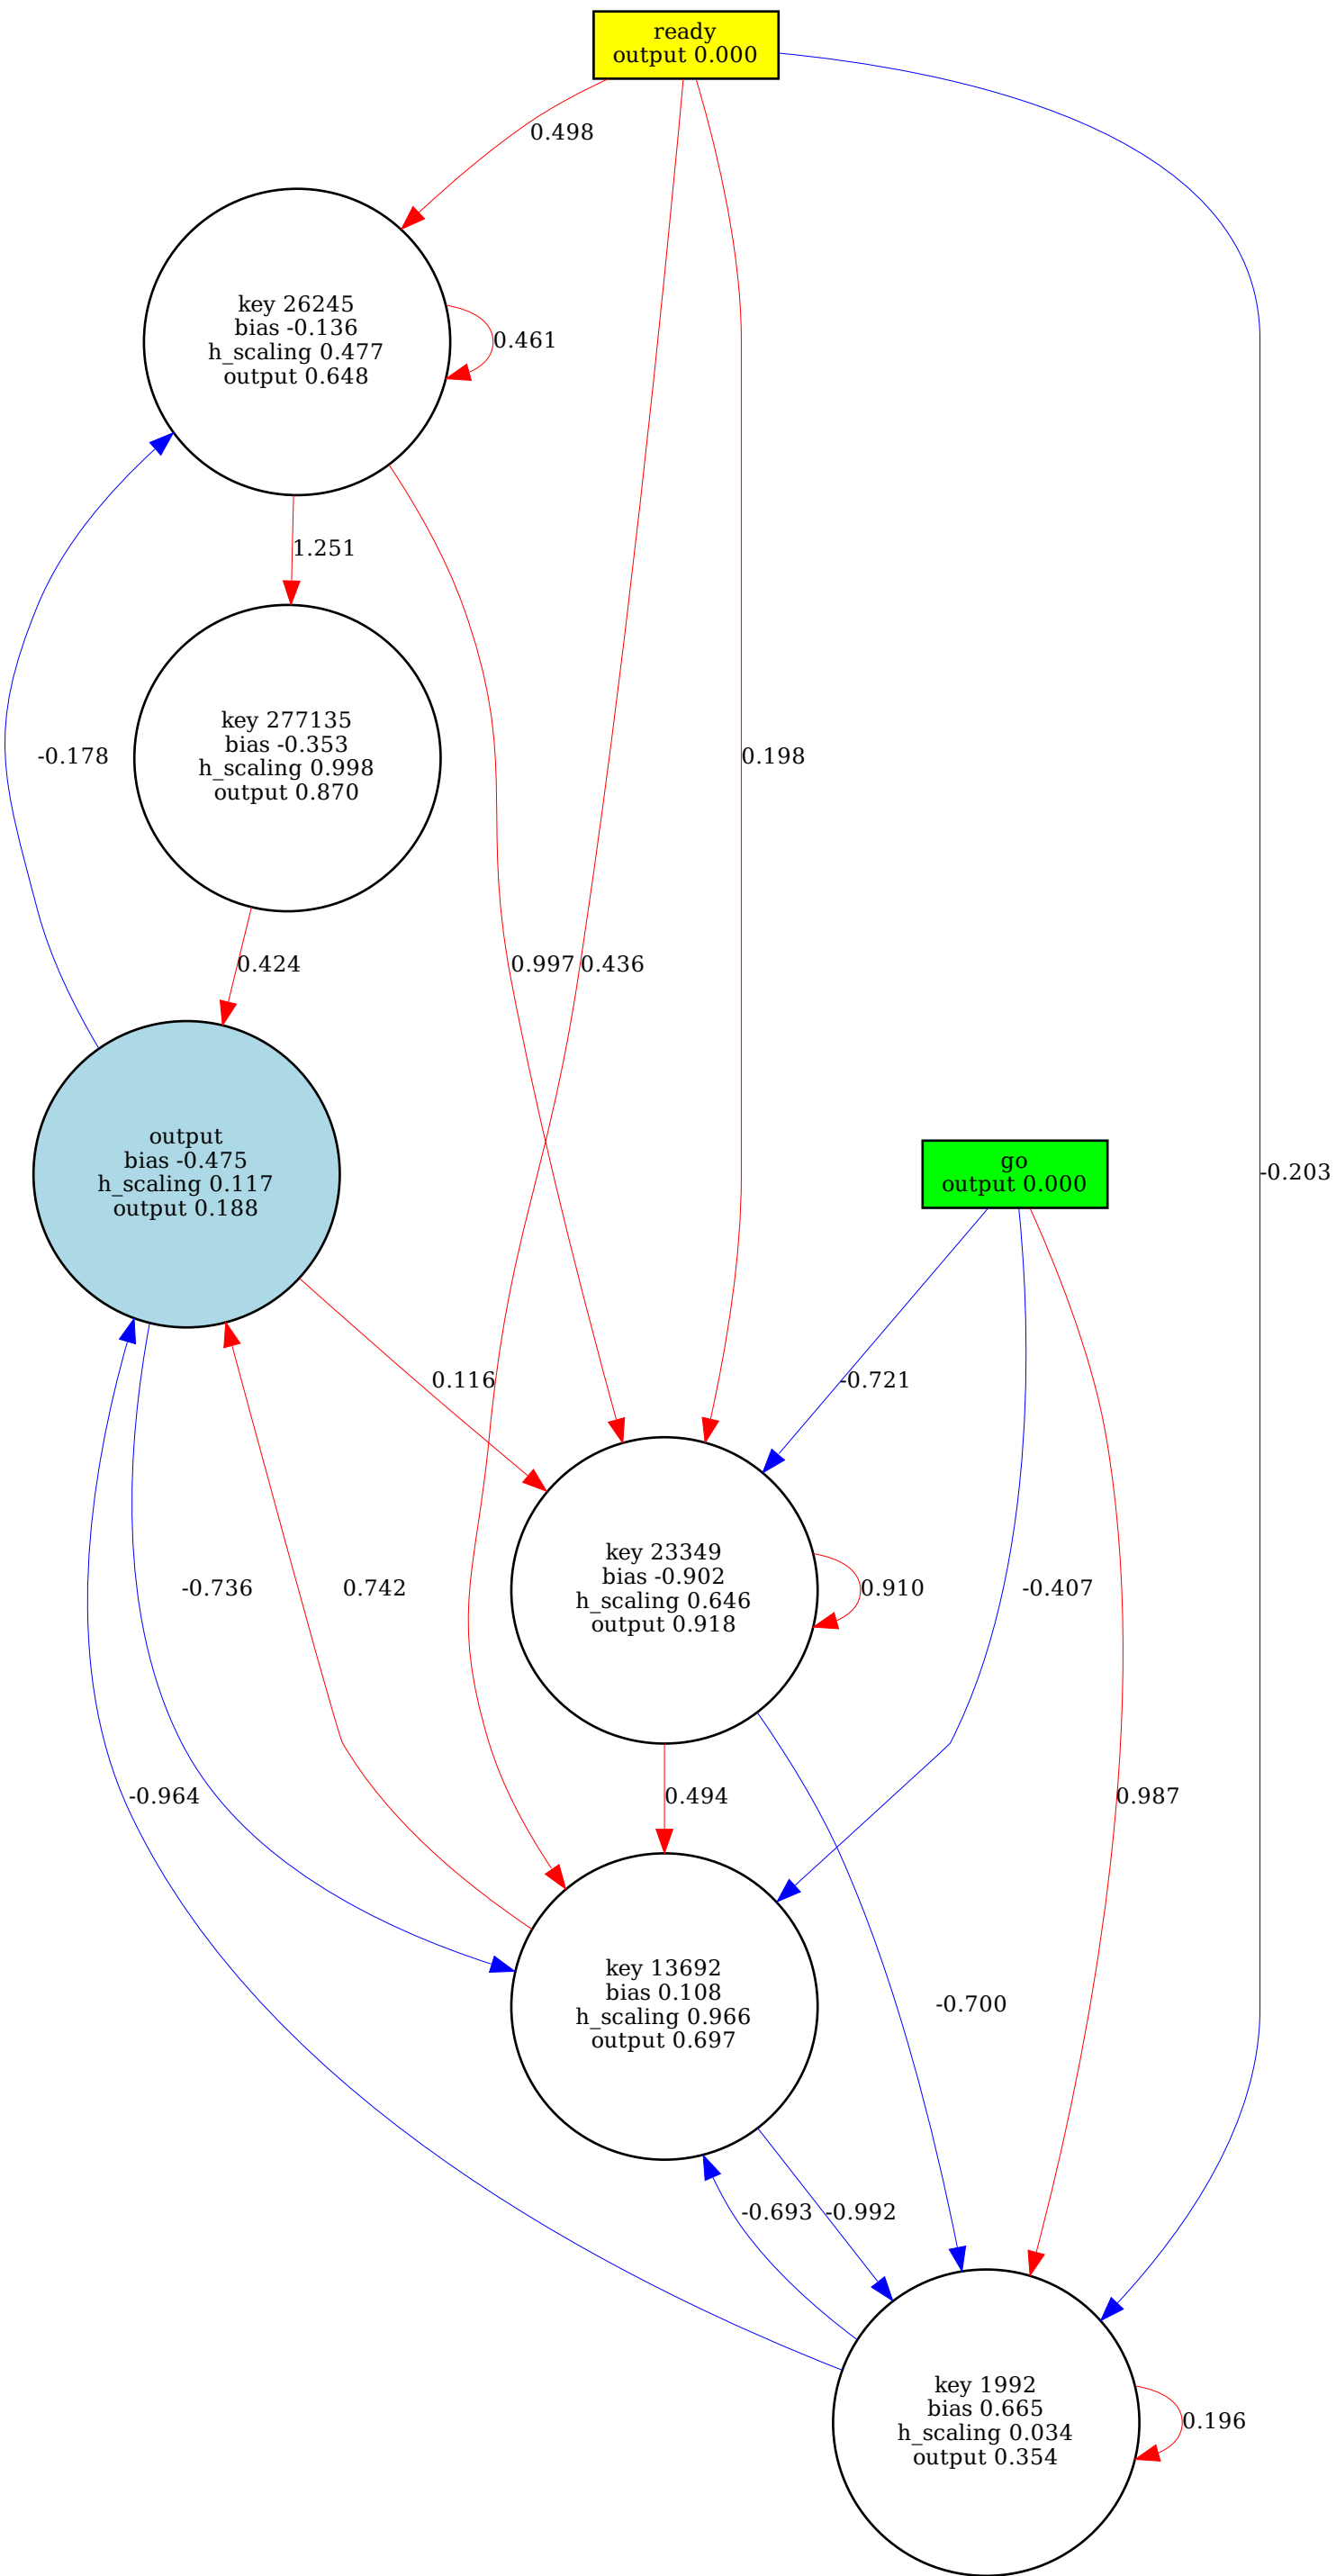 ready
output 0.000
0.498
key 26245
bias -0.136
h_scaling 0.477
output 0.648
0.461
1.251
key 277135
bias -0.353
h_scaling 0.998
output 0.870
-0.178
0.198
0.424
0.997
0.436
output
bias -0.475
h_scaling 0.117
output 0.188
go
output 0.000
-0.203
0.116
-0.721
key 23349
bias -0.902
h_scaling 0.646
output 0.918
-0.736
0.742
0.910
-0.407
-0.964
0.494
0.987
key 13692
bias 0.108
h_scaling 0.966
output 0.697
-0.700
-0.693
-0.992
key 1992
bias 0.665
h_scaling 0.034
output 0.354
0.196